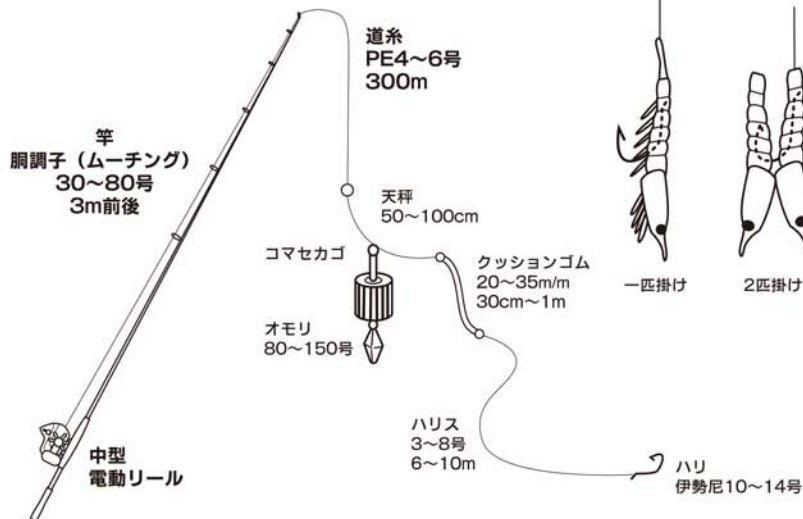 道糸
PE4～6号
300m
竿
胴調子（ムーチング）
30～80号
3m前後
天秤
50～100cm
コマセカゴ
クッションゴム
20～35m/m
30cm～1m
オモリ
80～150号
ハリス
3～8号
6～10m
中型
電動リール
ハリ
伊勢尼10～14号
一匹掛け
2匹掛け